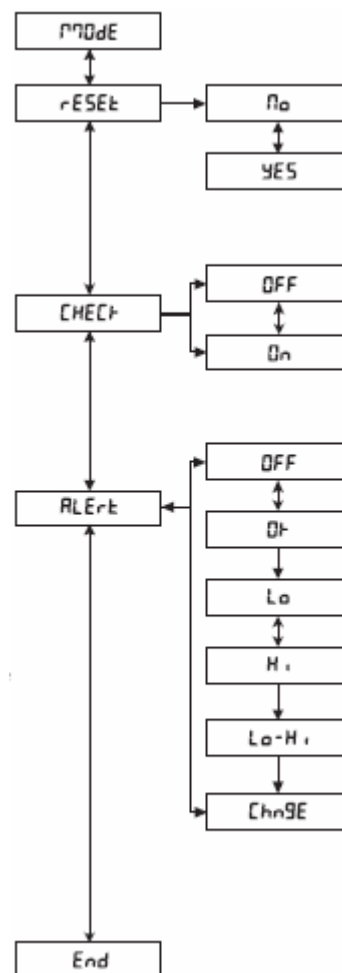 MOdE
rESEt
No
YES
CHECk
OFF
On
ALErt
OFF
Ok
Lo
Hi
Lo-Hi
ChngE
End